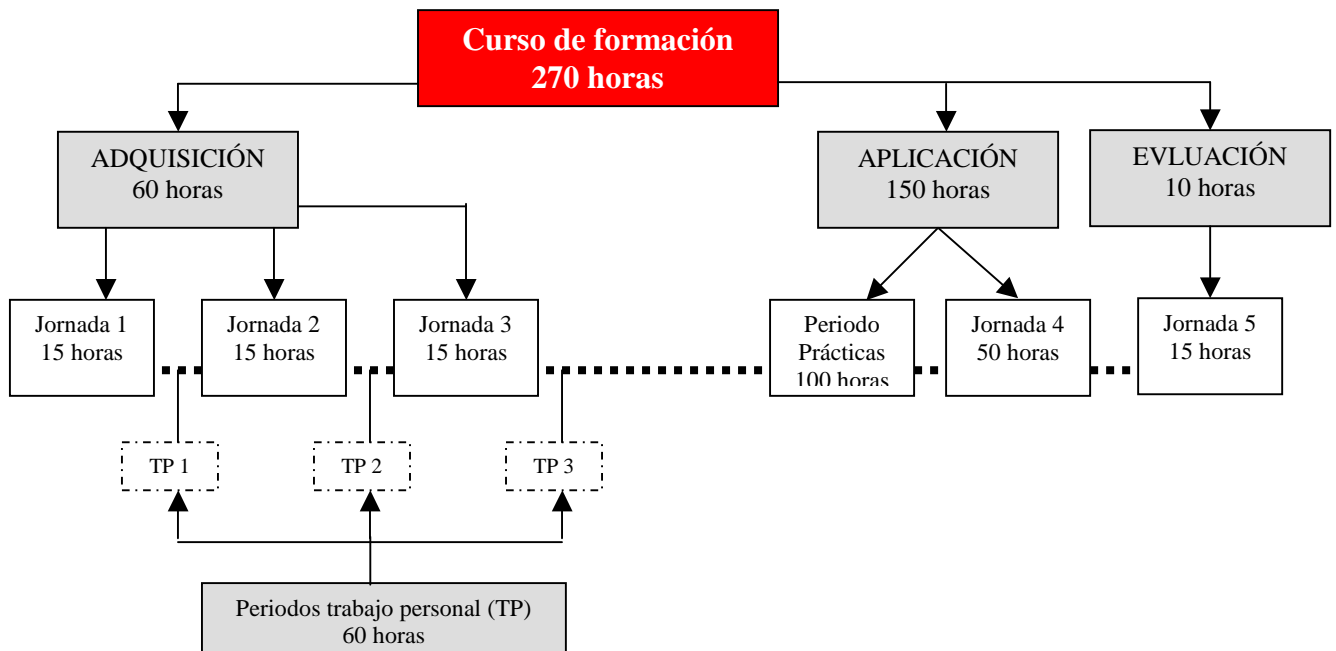 Curso de formación
270 horas
ADQUISICIÓN
60 horas
APLICACIÓN
150 horas
EVLUACIÓN
10 horas
Jornada 1
15 horas
Jornada 2
15 horas
Jornada 3
15 horas
Periodo
Prácticas
100 horas
Jornada 4
50 horas
Jornada 5
15 horas
TP 1
TP 2
TP 3
Periodos trabajo personal (TP)
60 horas